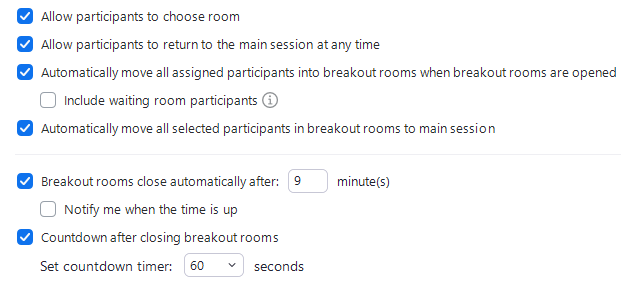 Allow participants to choose room
Allow participants to return to the main session at any time
Automatically move all assigned participants into breakout rooms when breakout rooms are opened
Include waiting room participants
Automatically move all selected participants in breakout rooms to main session
Breakout rooms close automatically after: 9 minute(s)
Notify me when the time is up
Countdown after closing breakout rooms
Set countdown timer: 60 seconds